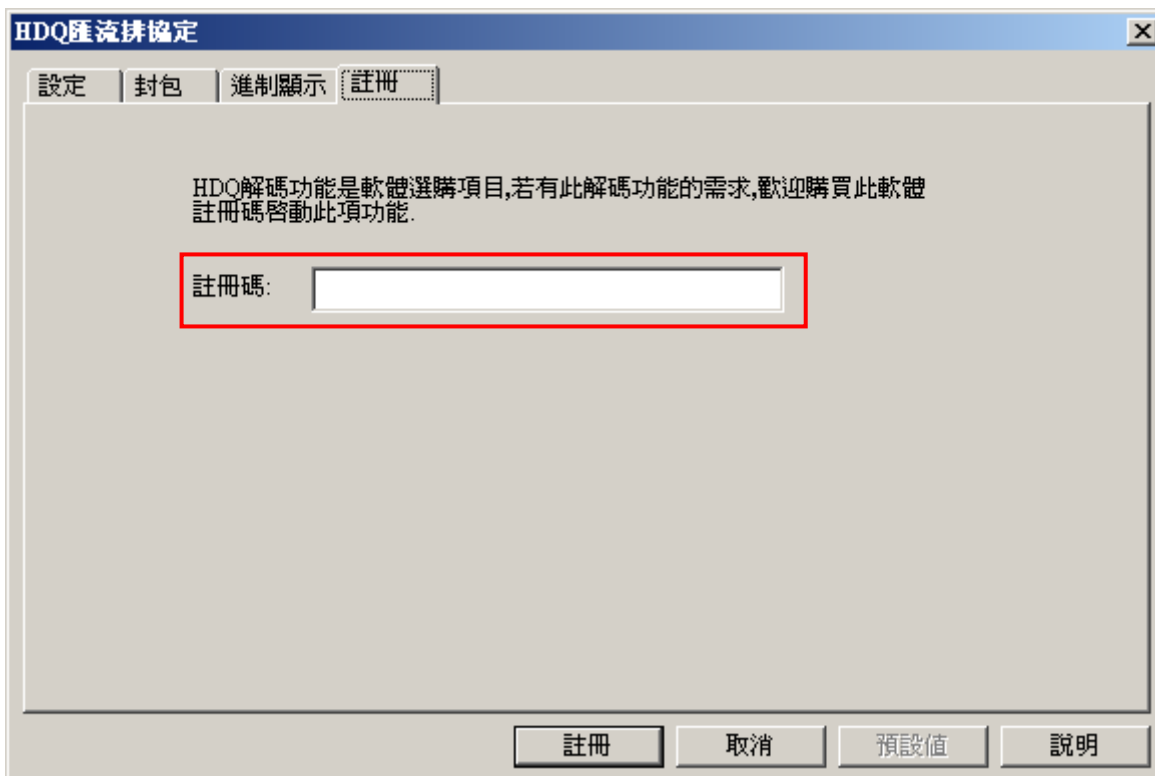 HDQ匯流排協定
設定 封包 進制顯示 註冊
HDQ解碼功能是軟體選購項目,若有此解碼功能的需求,歡迎購買此軟體
註冊碼啓動此項功能.
註冊碼:
註冊 取消 預設值 說明